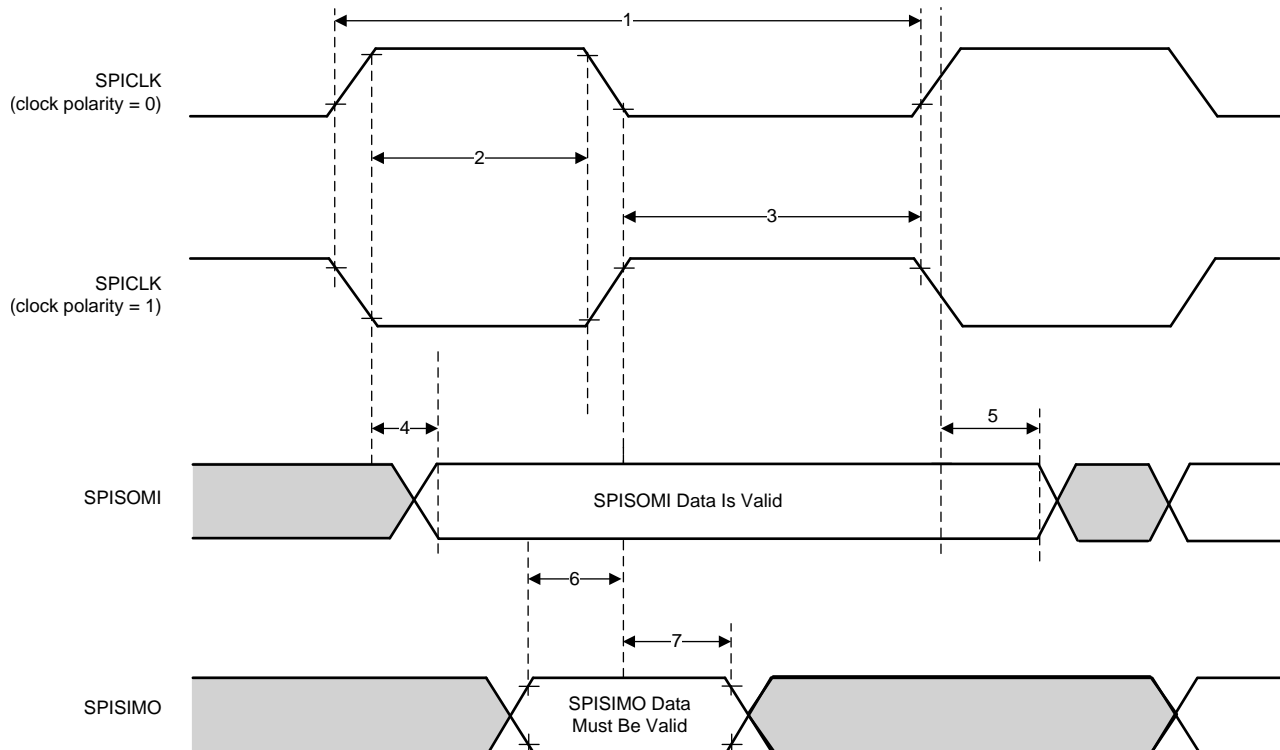 1
SPICLK
(clock polarity = 0)
2
3
SPICLK
(clock polarity = 1)
4
5
SPISOMI
SPISOMI Data Is Valid
6
7
SPISIMO
SPISIMO Data
Must Be Valid